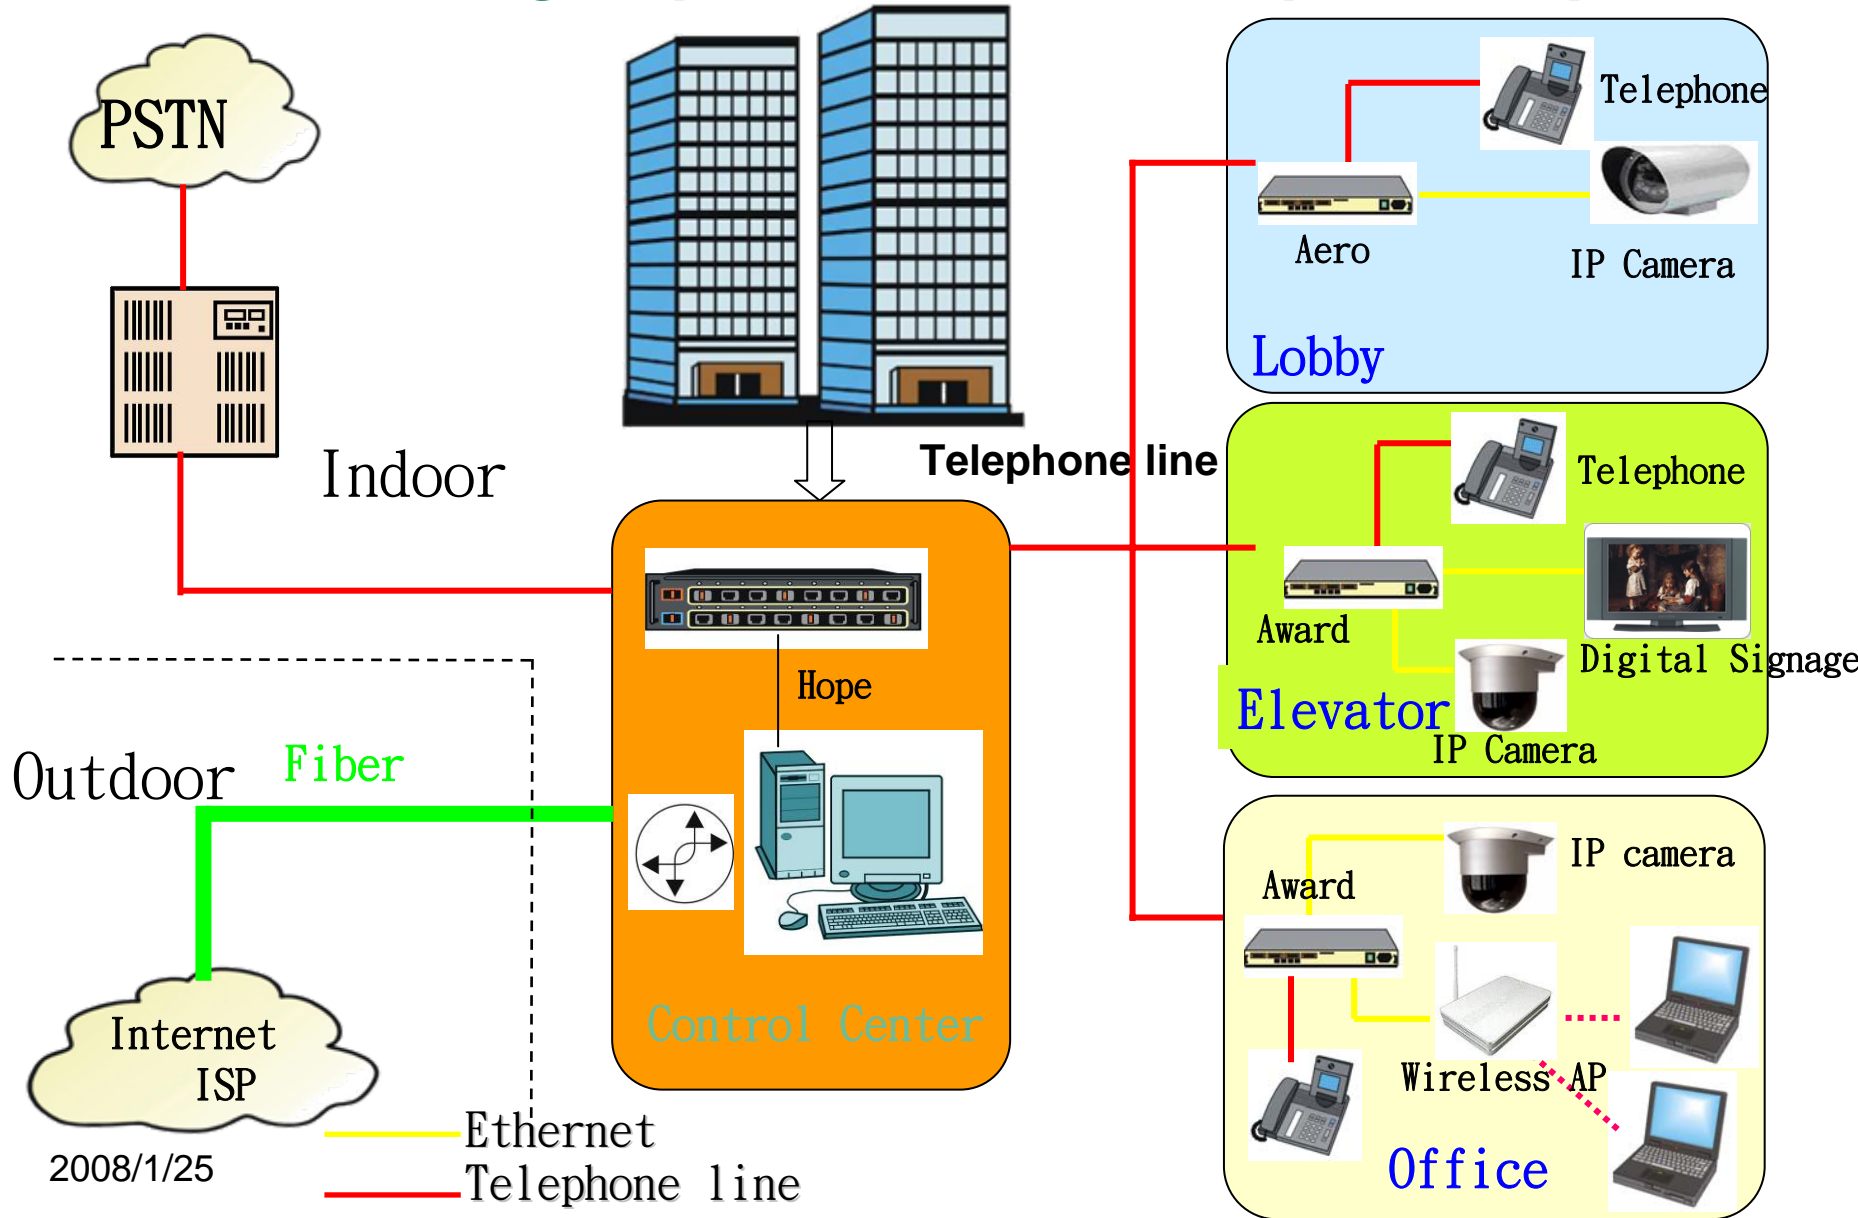 PSTN
Indoor
Telephone line
Telephone
Aero
IP Camera
Lobby
Telephone
Award
Digital Signage
Elevator
IP Camera
Hope
Outdoor
Fiber
Control Center
IP camera
Award
Wireless AP
Office
Internet
ISP
2008/1/25
Ethernet
Telephone line